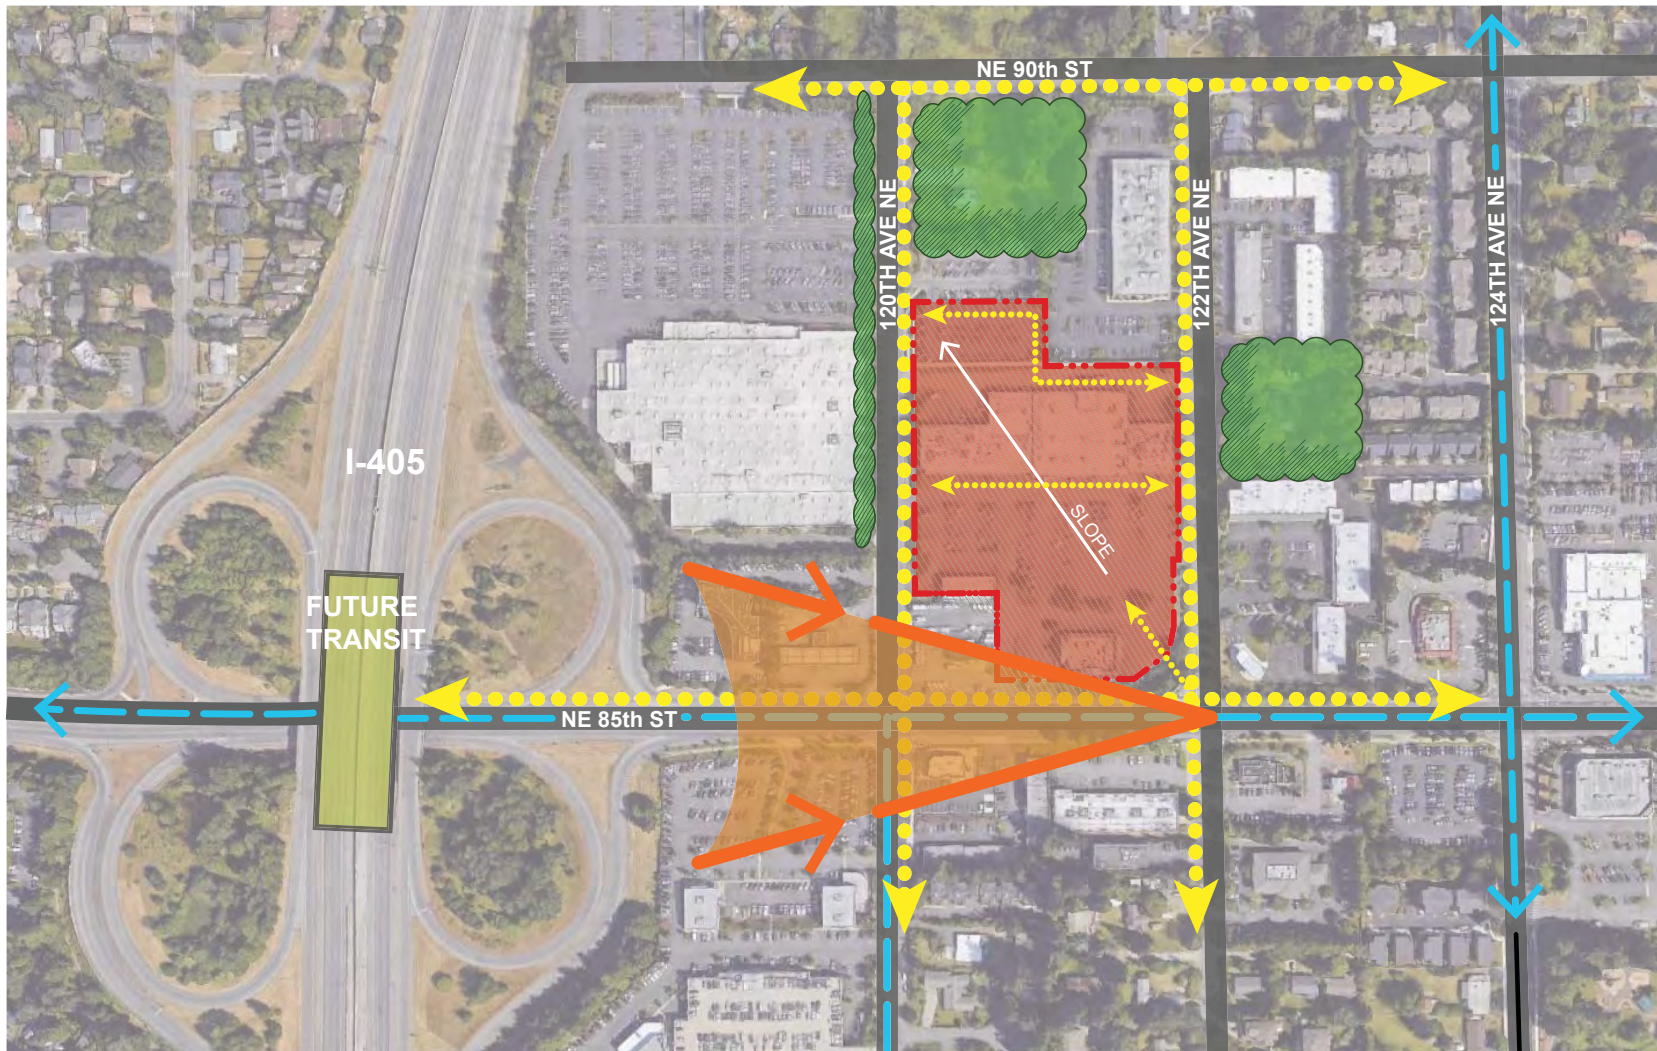 NE 90th ST
120TH AVE NE
122TH AVE NE
124TH AVE NE
I-405
SLOPE
FUTURE
TRANSIT
NE 85th ST